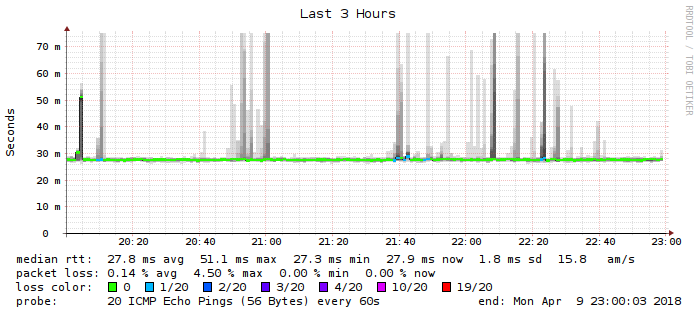 Last 3 Hours
RRDTOOL / TOBI OETIKER
Seconds
70 m
60 m
50 m
40 m
30 m
20 m
10 m
0
20:20 20:40 21:00 21:20 21:40 22:00 22:20 22:40 23:00
median rtt: 27.8 ms avg 51.1 ms max 27.3 ms min 27.9 ms now 1.8 ms sd 15.8 am/s
packet loss: 0.14 % avg 4.50 % max 0.00 % min 0.00 % now
loss color: 0 1/20 2/20 3/20 4/20 10/20 19/20
probe: 20 ICMP Echo Pings (56 Bytes) every 60s end: Mon Apr 9 23:00:03 2018